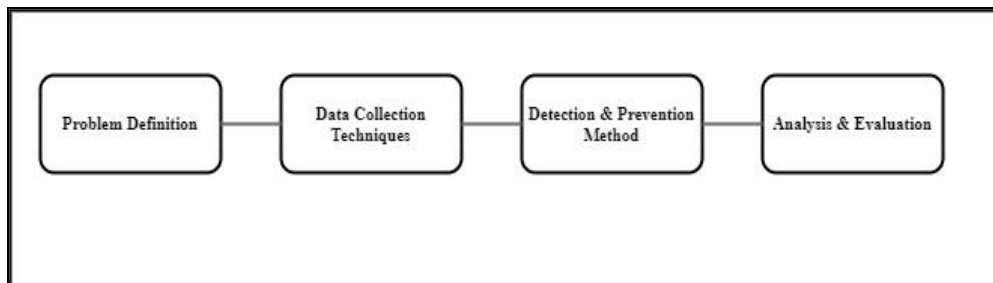 Problem Definition
Data Collection
Techniques
Detection & Prevention
Method
Analysis & Evaluation